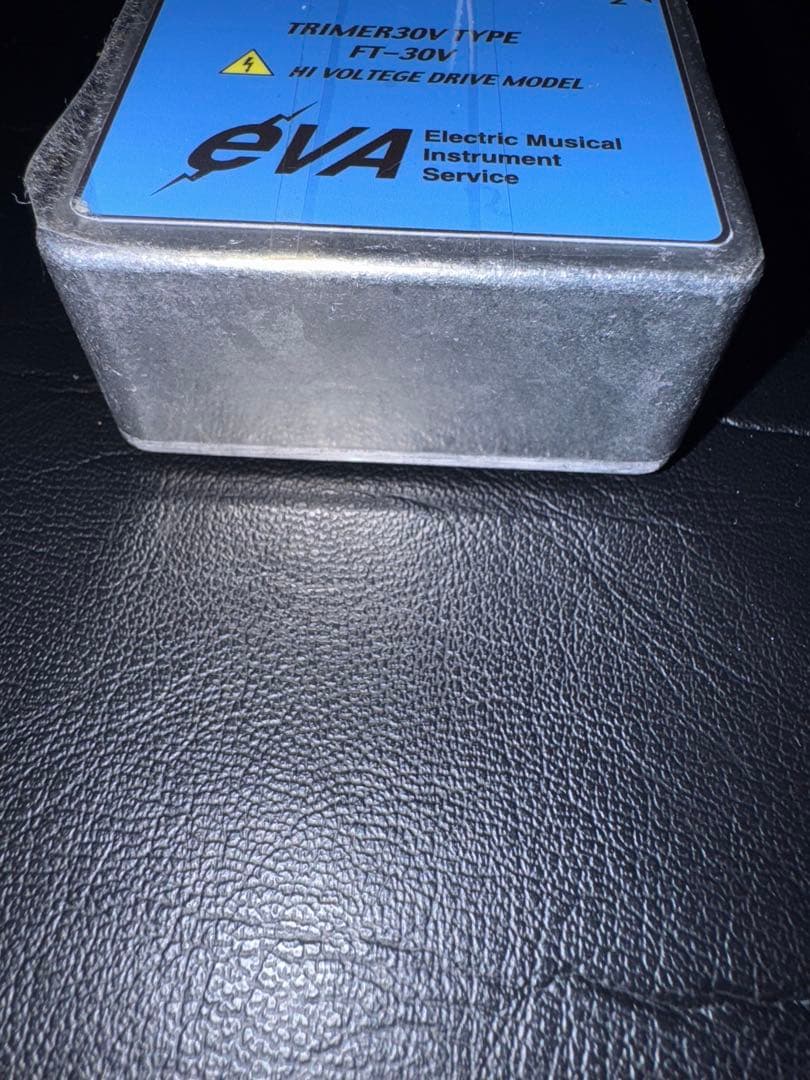 TRIMER30V TYPE
FT-30V
HI VOLTEGE DRIVE MODEL
eVA
Electric Musical
Instrument
Service